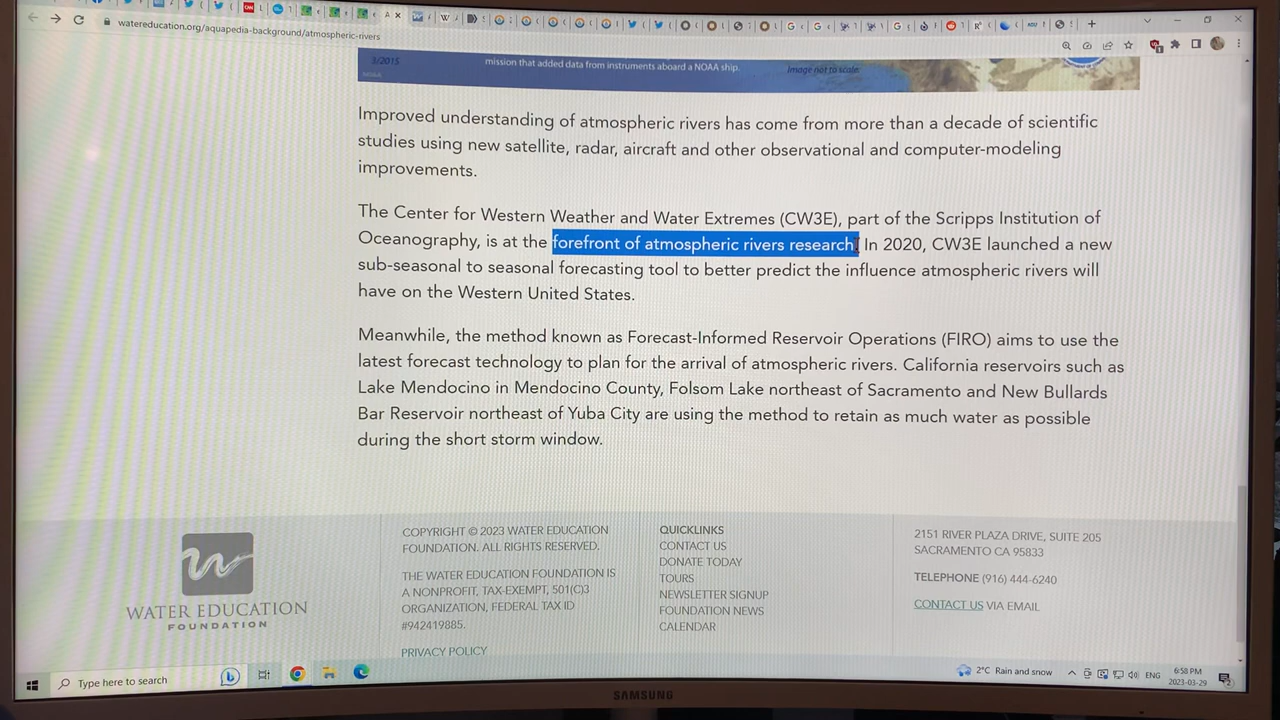 watereducation.org/aquapedia-background/atmospheric-rivers
3/2015
mission that added data from instruments aboard a NOAA ship.
Image not to scale
Improved understanding of atmospheric rivers has come from more than a decade of scientific
studies using new satellite, radar, aircraft and other observational and computer-modeling
improvements.
The Center for Western Weather and Water Extremes (CW3E), part of the Scripps Institution of
Oceanography, is at the forefront of atmospheric rivers research. In 2020, CW3E launched a new
sub-seasonal to seasonal forecasting tool to better predict the influence atmospheric rivers will
have on the Western United States.
Meanwhile, the method known as Forecast-Informed Reservoir Operations (FIRO) aims to use the
latest forecast technology to plan for the arrival of atmospheric rivers. California reservoirs such as
Lake Mendocino in Mendocino County, Folsom Lake northeast of Sacramento and New Bullards
Bar Reservoir northeast of Yuba City are using the method to retain as much water as possible
during the short storm window.
WATER EDUCATION
FOUNDATION
COPYRIGHT © 2023 WATER EDUCATION
FOUNDATION. ALL RIGHTS RESERVED.
THE WATER EDUCATION FOUNDATION IS
A NONPROFIT, TAX-EXEMPT, 501(C)3
ORGANIZATION, FEDERAL TAX ID
#942419885.
PRIVACY POLICY
QUICKLINKS
CONTACT US
DONATE TODAY
TOURS
NEWSLETTER SIGNUP
FOUNDATION NEWS
CALENDAR
2151 RIVER PLAZA DRIVE, SUITE 205
SACRAMENTO CA 95833
TELEPHONE (916) 444-6240
CONTACT US VIA EMAIL
Type here to search
2°C Rain and snow
ENG
6:58 PM
2023-03-29
SAMSUNG